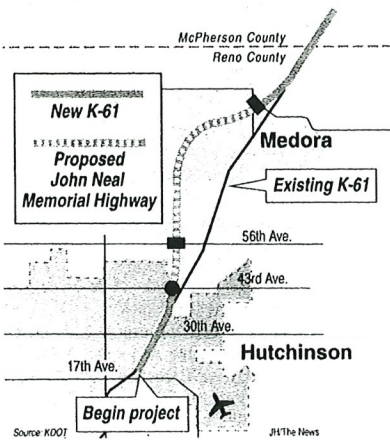 McPherson County
Reno County
New K-61
Proposed
John Neal
Memorial Highway
Medora
Existing K-61
56th Ave.
43rd Ave.
30th Ave.
17th Ave.
Hutchinson
Begin project
Source: KDOT
JH/The News